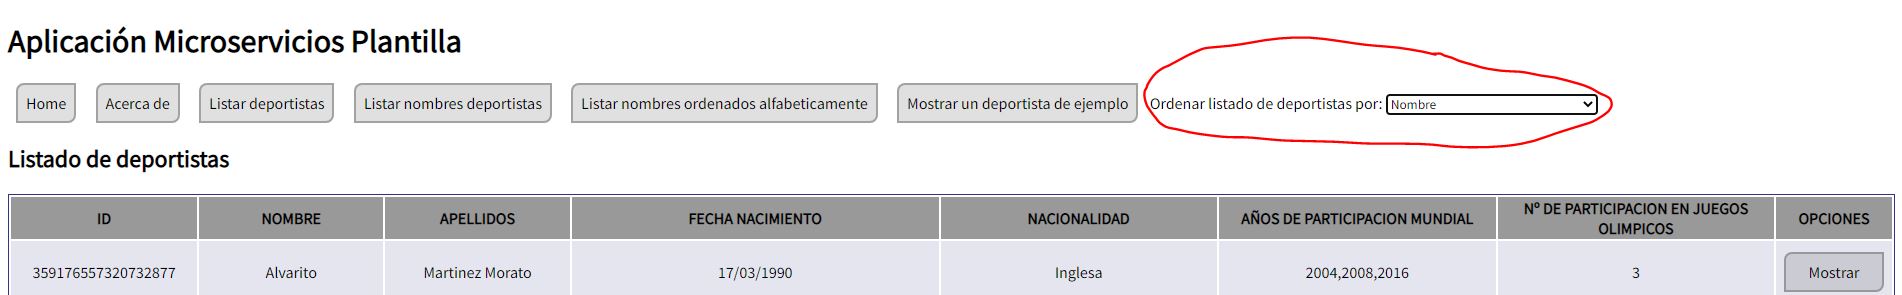 Aplicación Microservicios Plantilla
Home Acerca de Listar deportistas Listar nombres deportistas Listar nombres ordenados alfabeticamente Mostrar un deportista de ejemplo Ordenar listado de deportistas por: Nombre
Listado de deportistas
ID NOMBRE APELLIDOS FECHA NACIMIENTO NACIONALIDAD AÑOS DE PARTICIPACION MUNDIAL Nº DE PARTICIPACION EN JUEGOS OLIMPICOS OPCIONES
359176557320732877 Alvarito Martinez Morato 17/03/1990 Inglesa 2004,2008,2016 3 Mostrar